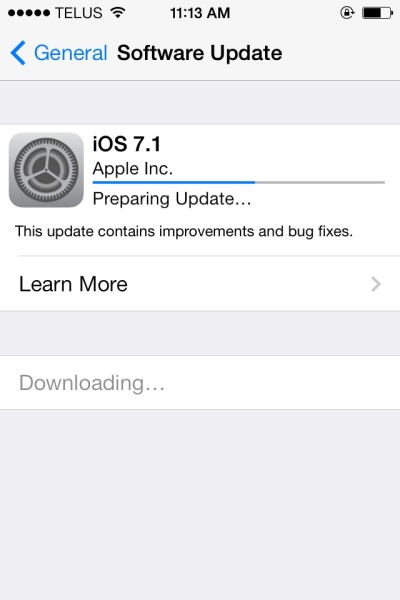 TELUS 11:13 AM
General Software Update
iOS 7.1
Apple Inc.
Preparing Update...
This update contains improvements and bug fixes.
Learn More
Downloading...